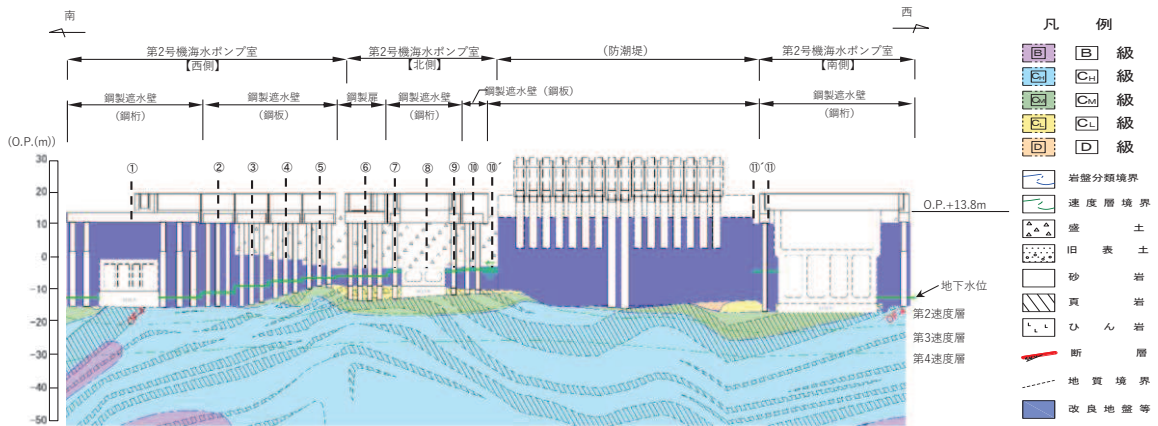 南
西
第2号機海水ポンプ室
【西側】
第2号機海水ポンプ室
【北側】
(防潮堤)
第2号機海水ポンプ室
【南側】
鋼製遮水壁
(鋼桁)
鋼製遮水壁
(鋼板)
鋼製扉
鋼製遮水壁
(鋼桁)
鋼製遮水壁(鋼板)
鋼製遮水壁
(鋼桁)
(O.P.(m))
30
20
10
0
-10
-20
-30
-40
-50
① ② ③ ④ ⑤ ⑥ ⑦ ⑧ ⑨ ⑩ ⑩´ ⑪´ ⑪
O.P.+13.8m
地下水位
第2速度層
第3速度層
第4速度層
凡 例
B B 級
CH CH 級
CM CM 級
CL CL 級
D D 級
岩盤分類境界
速度層境界
盛土
旧表土
砂岩
頁岩
ひん岩
断層
地質境界
改良地盤等